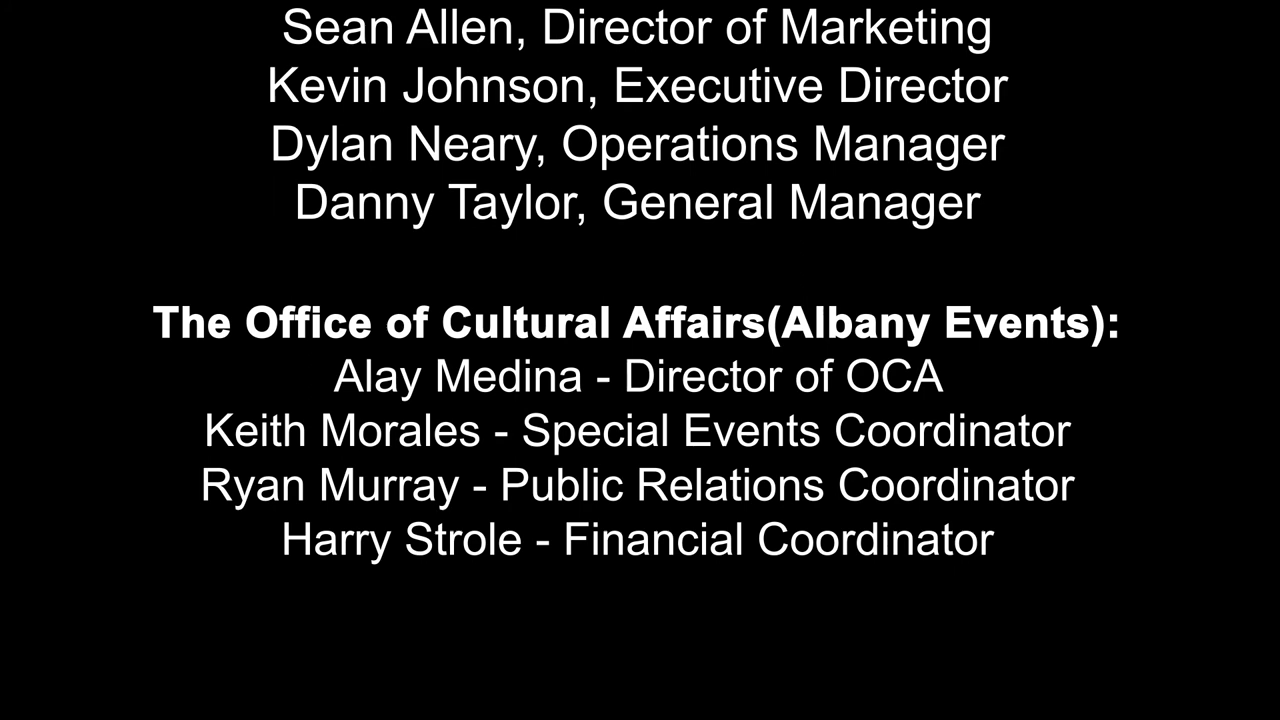 Sean Allen, Director of Marketing
Kevin Johnson, Executive Director
Dylan Neary, Operations Manager
Danny Taylor, General Manager
The Office of Cultural Affairs(Albany Events):
Alay Medina - Director of OCA
Keith Morales - Special Events Coordinator
Ryan Murray - Public Relations Coordinator
Harry Strole - Financial Coordinator